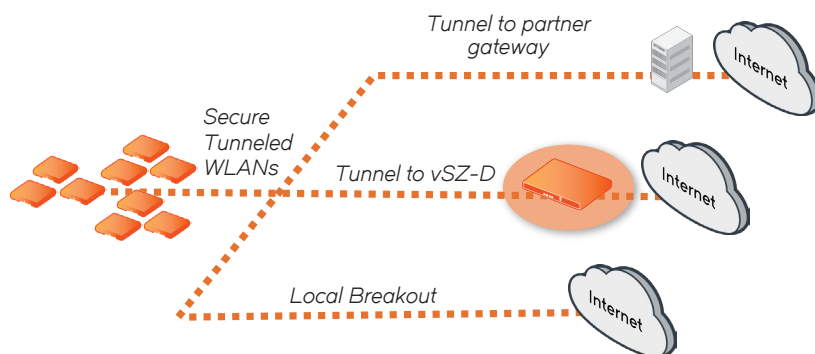 Tunnel to partner
gateway
Internet
Secure
Tunneled
WLANs
Tunnel to vSZ-D
Internet
Local Breakout
Internet